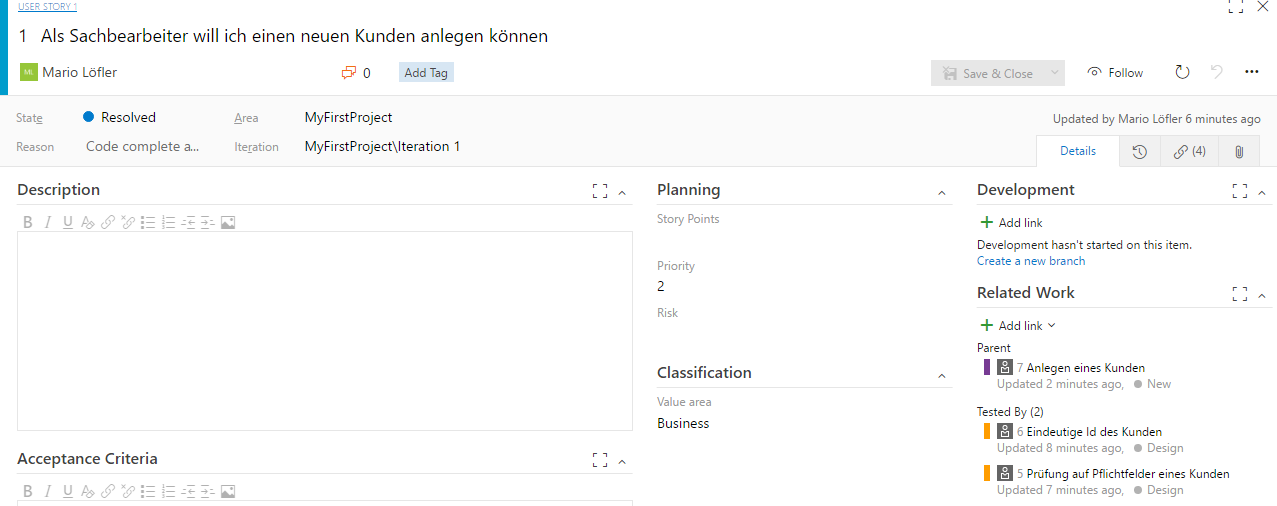 USER STORY 1
1 Als Sachbearbeiter will ich einen neuen Kunden anlegen können
ML Mario Löfler 0 Add Tag Save & Close Follow
State Resolved Area MyFirstProject Updated by Mario Löfler 6 minutes ago
Reason Code complete a... Iteration MyFirstProject\Iteration 1
Details (4)
Description
B I U
Acceptance Criteria
B I U
Planning
Story Points
Priority
2
Risk
Classification
Value area
Business
Development
Add link
Development hasn't started on this item.
Create a new branch
Related Work
Add link
Parent
7 Anlegen eines Kunden
Updated 2 minutes ago, New
Tested By (2)
6 Eindeutige Id des Kunden
Updated 8 minutes ago, Design
5 Prüfung auf Pflichtfelder eines Kunden
Updated 7 minutes ago, Design